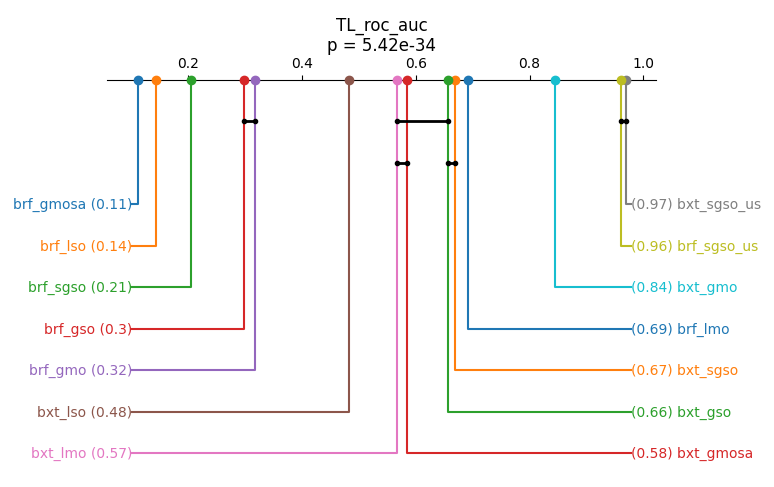 TL_roc_auc
p = 5.42e-34
0.2 0.4 0.6 0.8 1.0
brf_gmosa (0.11) (0.97) bxt_sgso_us
brf_lso (0.14) (0.96) brf_sgso_us
brf_sgso (0.21) (0.84) bxt_gmo
brf_gso (0.3) (0.69) brf_lmo
brf_gmo (0.32) (0.67) bxt_sgso
bxt_lso (0.48) (0.66) bxt_gso
bxt_lmo (0.57) (0.58) bxt_gmosa